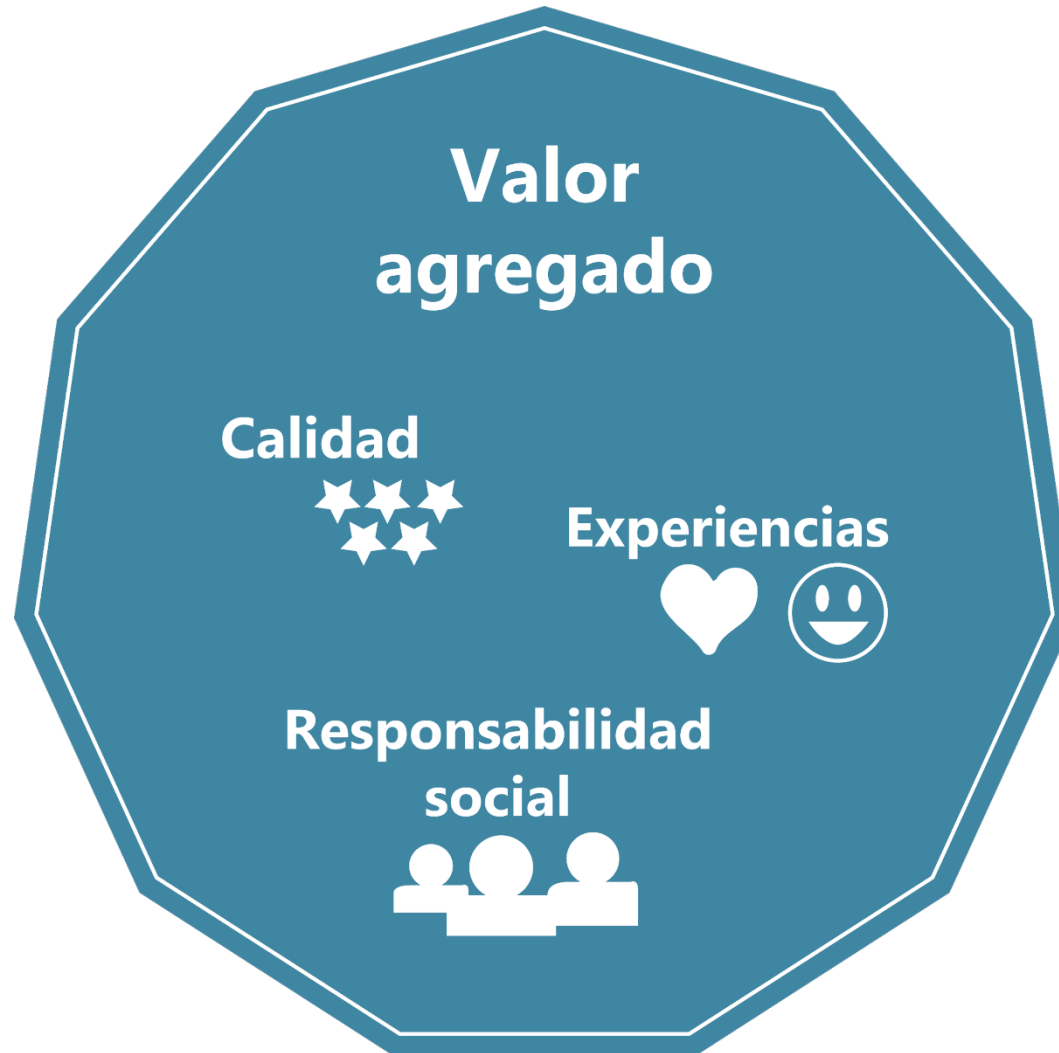 Valor
agregado
Calidad
Experiencias
Responsabilidad
social